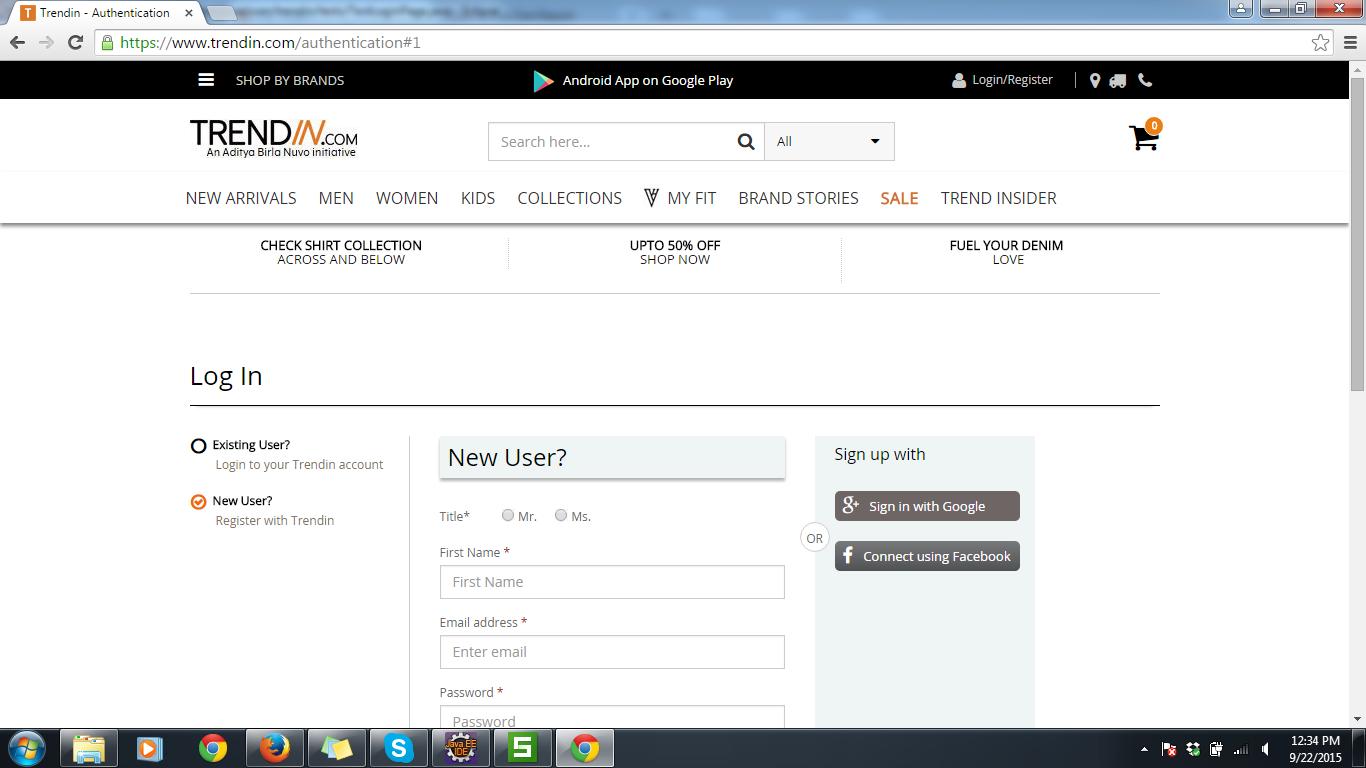 Trendin - Authentication
https://www.trendin.com/authentication#1
SHOP BY BRANDS
Android App on Google Play
Login/Register
TRENDIN.COM
An Aditya Birla Nuvo initiative
Search here...
All
0
NEW ARRIVALS MEN WOMEN KIDS COLLECTIONS MY FIT BRAND STORIES SALE TREND INSIDER
CHECK SHIRT COLLECTION
ACROSS AND BELOW
UPTO 50% OFF
SHOP NOW
FUEL YOUR DENIM
LOVE
Log In
Existing User?
Login to your Trendin account
New User?
Register with Trendin
New User?
Title* Mr. Ms.
First Name *
First Name
Email address *
Enter email
Password *
Password
OR
Sign up with
Sign in with Google
Connect using Facebook
Java EE
IDE
12:34 PM
9/22/2015